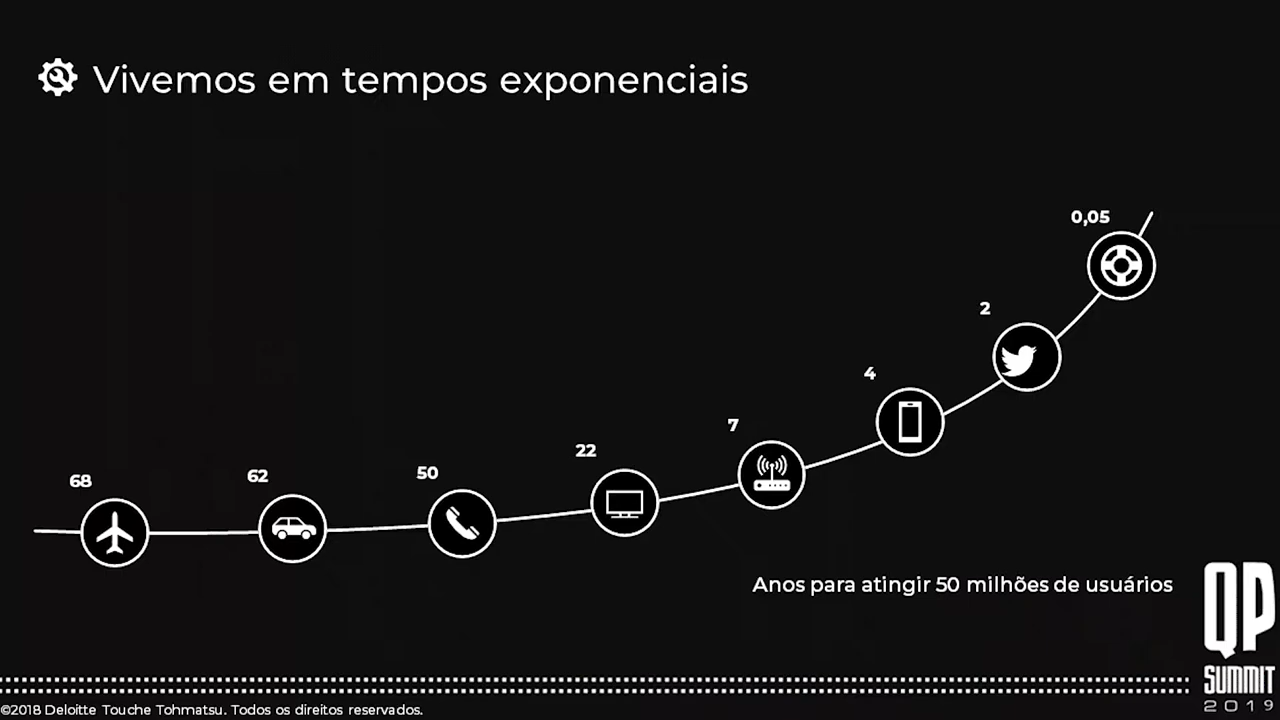 Vivemos em tempos exponenciais
0,05
2
4
7
22
50
62
68
Anos para atingir 50 milhões de usuários
QP
SUMMIT
2019
©2018 Deloitte Touche Tohmatsu. Todos os direitos reservados.